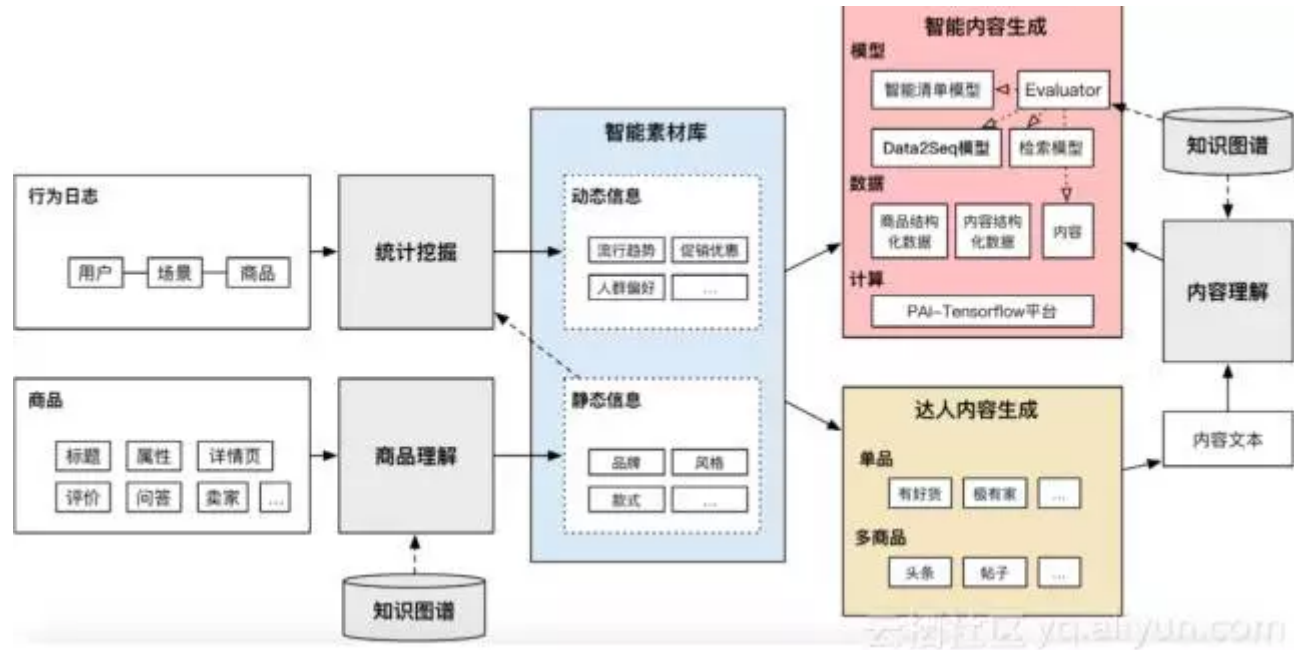 行为日志
用户
场景
商品
商品
标题
属性
详情页
评价
问答
卖家
...
统计挖掘
商品理解
知识图谱
智能素材库
动态信息
流行趋势
促销优惠
人群偏好
...
静态信息
品牌
风格
款式
...
智能内容生成
模型
智能清单模型
Evaluator
Data2Seq模型
检索模型
数据
商品结构
化数据
内容结构
化数据
内容
计算
PAI-Tensorflow平台
达人内容生成
单品
有好货
极有家
...
多商品
头条
帖子
...
知识图谱
内容理解
内容文本
云栖社区 yq.aliyun.com